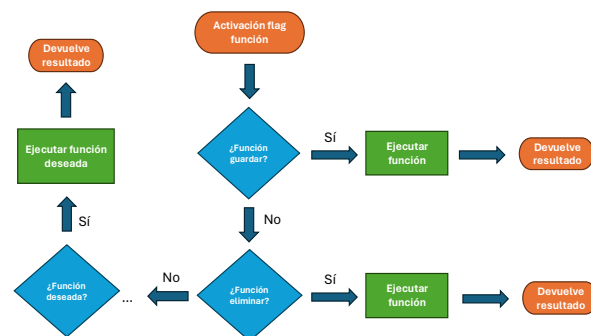 Activación flag
función
Devuelve
resultado
Ejecutar función
deseada
¿Función
guardar?
Sí
Ejecutar
función
Devuelve
resultado
Sí
No
¿Función
deseada?
...
No
¿Función
eliminar?
Sí
Ejecutar
función
Devuelve
resultado